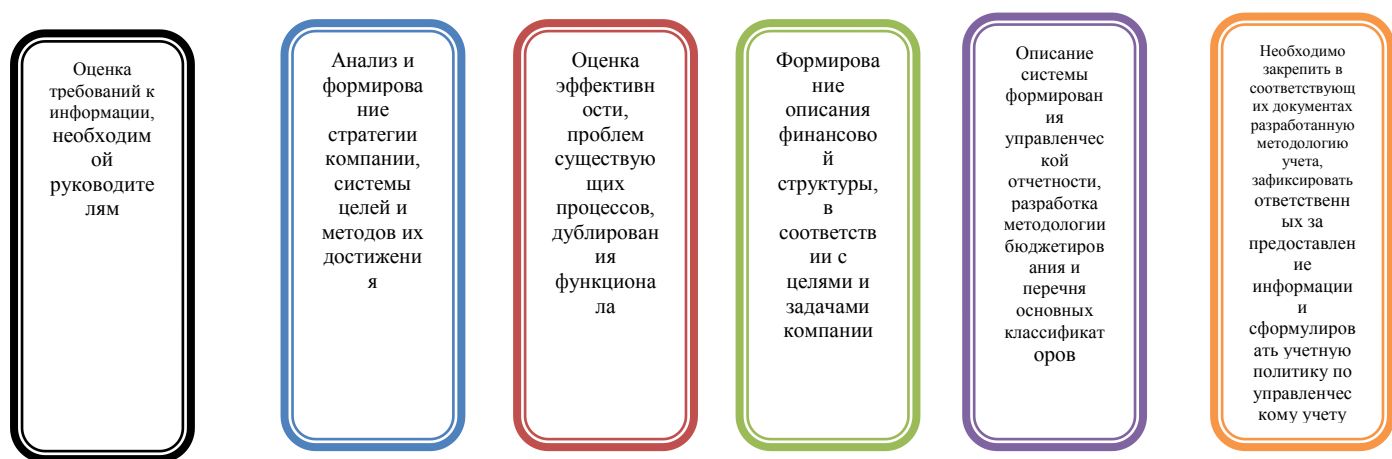 Оценка
требований к
информации,
необходим
ой
руководите
лям
Анализ и
формирова
ние
стратегии
компании,
системы
целей и
методов их
достижени
я
Оценка
эффективн
ости,
проблем
существую
щих
процессов,
дублирован
ия
функциона
ла
Формирова
ние
описания
финансово
й
структуры,
в
соответств
ии с
целями и
задачами
компании
Описание
системы
формирован
ия
управленчес
кой
отчетности,
разработка
методологии
бюджетиров
ания и
перечня
основных
классификат
оров
Необходимо
закрепить в
соответствующ
их документах
разработанную
методологию
учета,
зафиксировать
ответственн
ых за
предоставлен
ие
информации
и
сформулиров
ать учетную
политику по
управленчес
кому учету